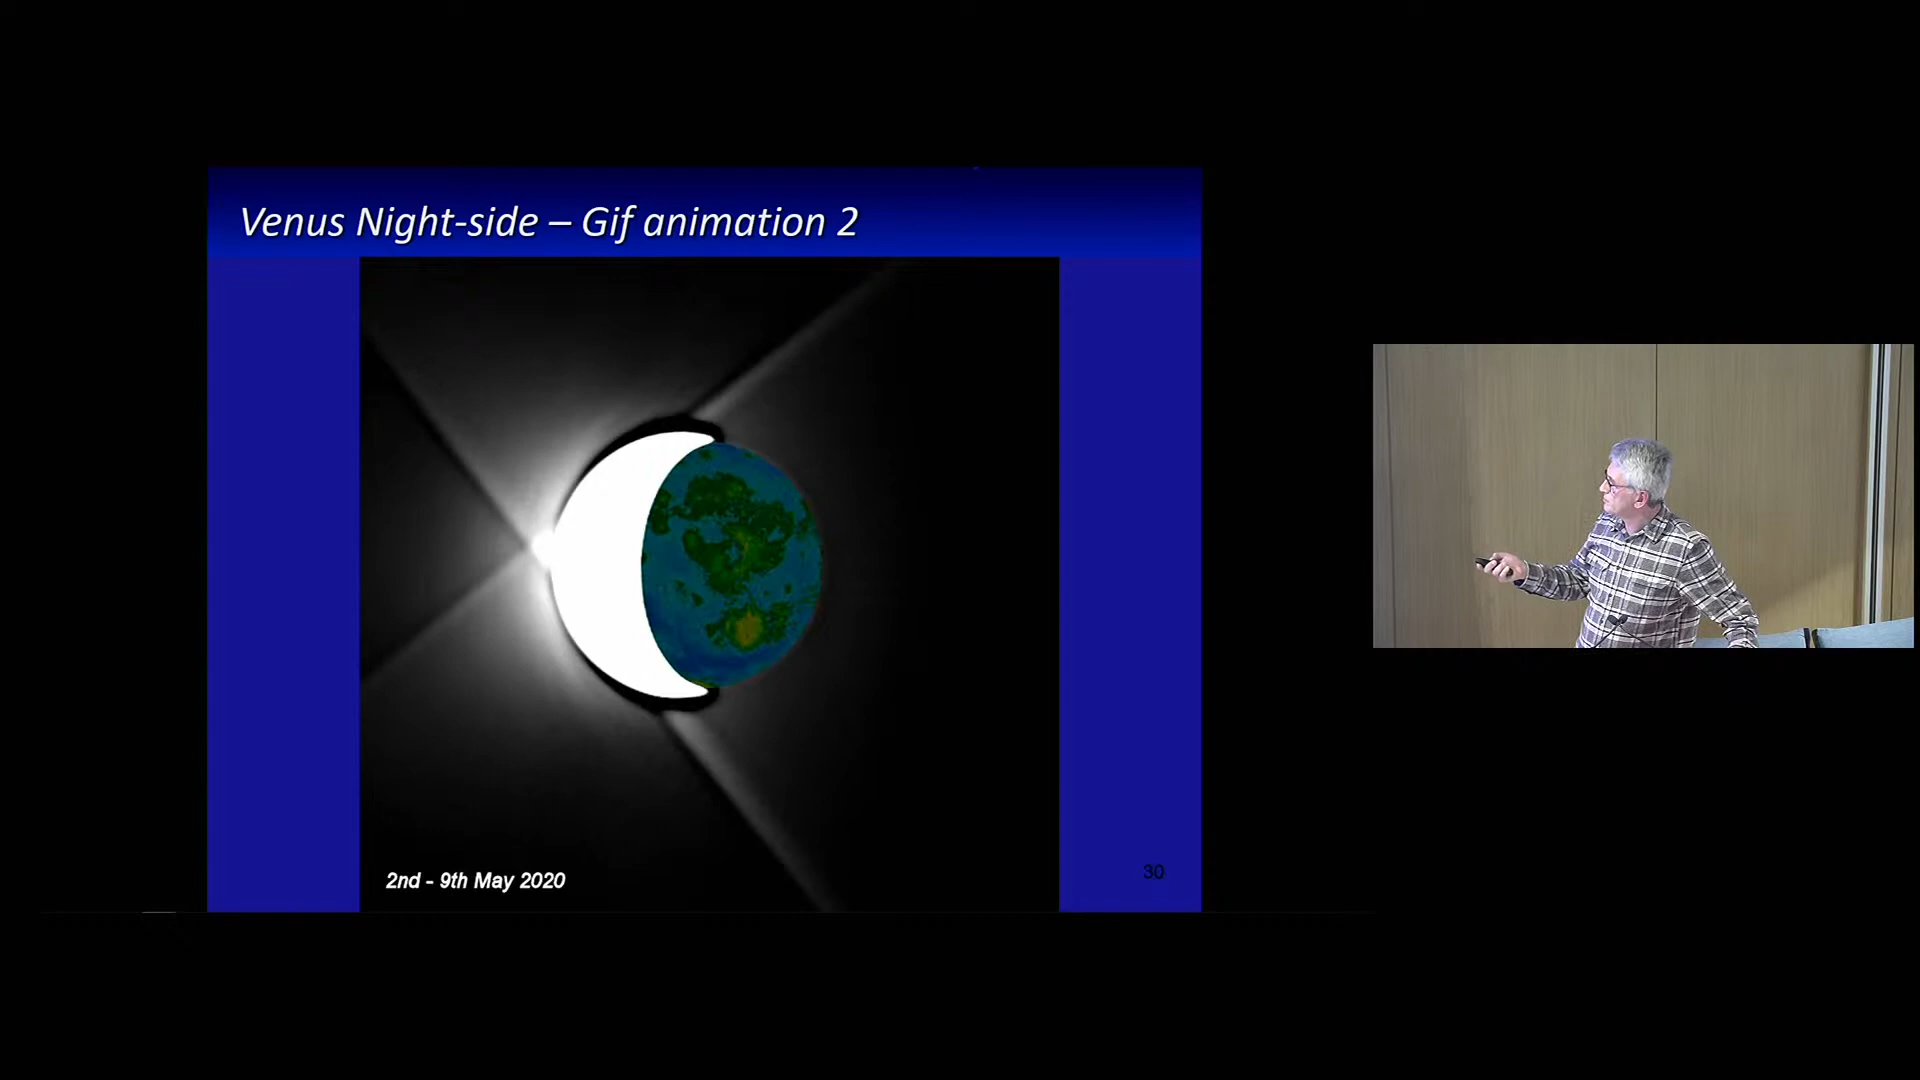 Venus Night-side – Gif animation 2
2nd - 9th May 2020
30